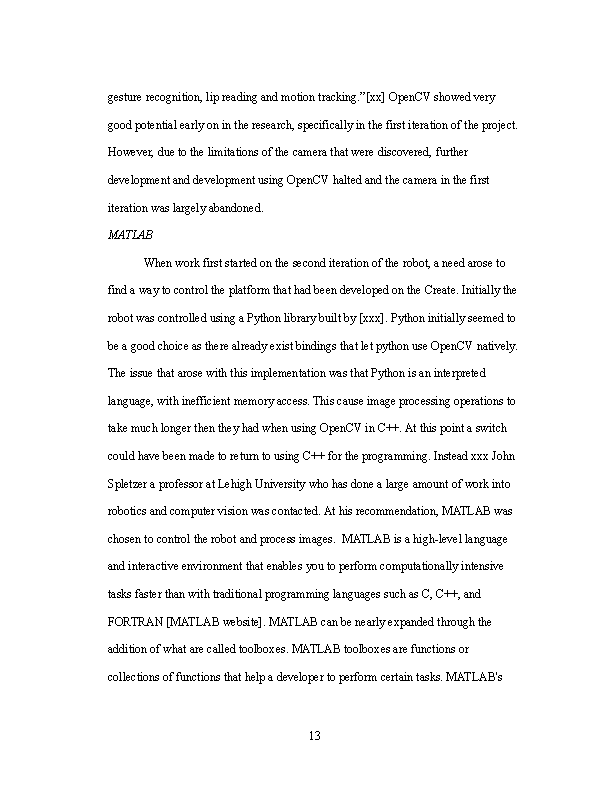 gesture recognition, lip reading and motion tracking.”[xx] OpenCV showed very
good potential early on in the research, specifically in the first iteration of the project.
However, due to the limitations of the camera that were discovered, further
development and development using OpenCV halted and the camera in the first
iteration was largely abandoned.
MATLAB
When work first started on the second iteration of the robot, a need arose to
find a way to control the platform that had been developed on the Create. Initially the
robot was controlled using a Python library built by [xxx]. Python initially seemed to
be a good choice as there already exist bindings that let python use OpenCV natively.
The issue that arose with this implementation was that Python is an interpreted
language, with inefficient memory access. This cause image processing operations to
take much longer then they had when using OpenCV in C++. At this point a switch
could have been made to return to using C++ for the programming. Instead xxx John
Spletzer a professor at Lehigh University who has done a large amount of work into
robotics and computer vision was contacted. At his recommendation, MATLAB was
chosen to control the robot and process images.  MATLAB is a high-level language
and interactive environment that enables you to perform computationally intensive
tasks faster than with traditional programming languages such as C, C++, and
FORTRAN [MATLAB website]. MATLAB can be nearly expanded through the
addition of what are called toolboxes. MATLAB toolboxes are functions or
collections of functions that help a developer to perform certain tasks. MATLAB's
13